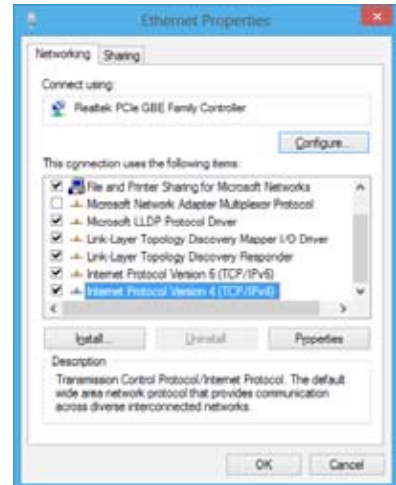 Ethernet Properties
Networking Sharing
Connect using:
Realtek PCIe GBE Family Controller
Configure...
This connection uses the following items:
File and Printer Sharing for Microsoft Networks
Microsoft Network Adapter Multiplexor Protocol
Microsoft LLDP Protocol Driver
Link-Layer Topology Discovery Mapper I/O Driver
Link-Layer Topology Discovery Responder
Internet Protocol Version 6 (TCP/IPv6)
Internet Protocol Version 4 (TCP/IPv4)
Install... Uninstall Properties
Description
Transmission Control Protocol/Internet Protocol. The default
wide area network protocol that provides communication
across diverse interconnected networks.
OK Cancel